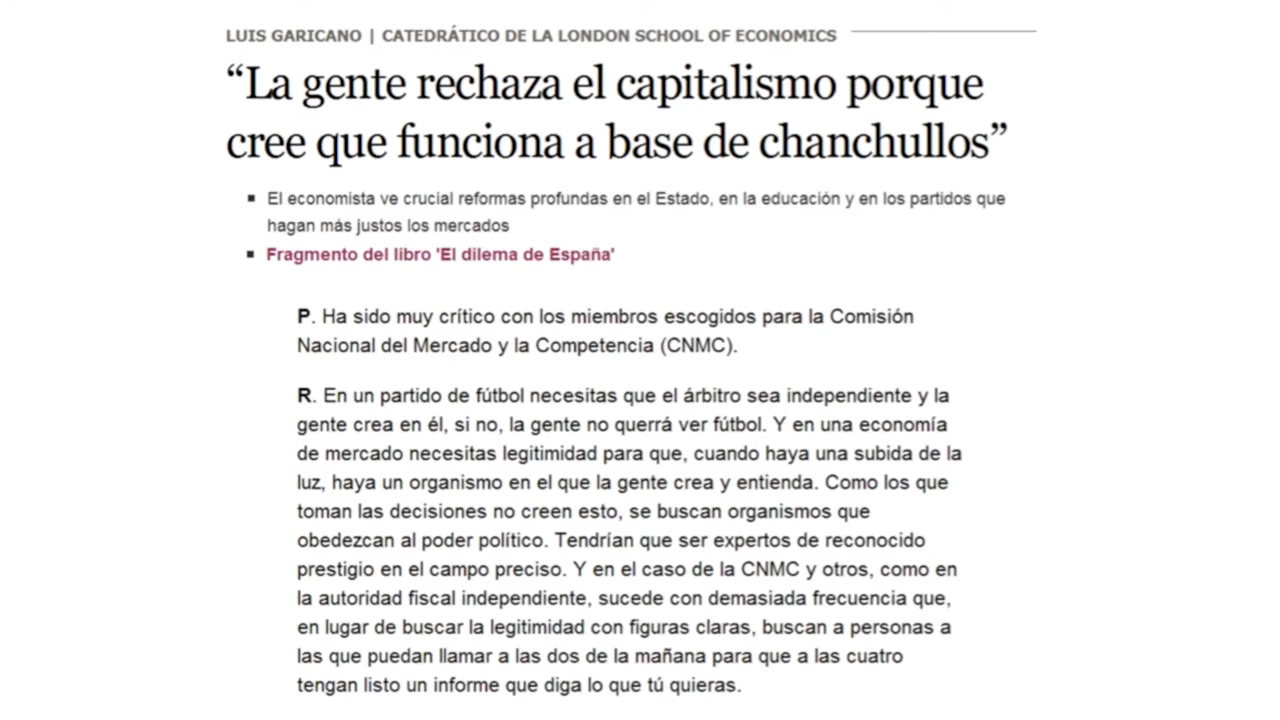 LUIS GARICANO | CATEDRÁTICO DE LA LONDON SCHOOL OF ECONOMICS
“La gente rechaza el capitalismo porque
cree que funciona a base de chanchullos”
▪ El economista ve crucial reformas profundas en el Estado, en la educación y en los partidos que
hagan más justos los mercados
▪ Fragmento del libro 'El dilema de España'
P. Ha sido muy crítico con los miembros escogidos para la Comisión
Nacional del Mercado y la Competencia (CNMC).
R. En un partido de fútbol necesitas que el árbitro sea independiente y la
gente crea en él, si no, la gente no querrá ver fútbol. Y en una economía
de mercado necesitas legitimidad para que, cuando haya una subida de la
luz, haya un organismo en el que la gente crea y entienda. Como los que
toman las decisiones no creen esto, se buscan organismos que
obedezcan al poder político. Tendrían que ser expertos de reconocido
prestigio en el campo preciso. Y en el caso de la CNMC y otros, como en
la autoridad fiscal independiente, sucede con demasiada frecuencia que,
en lugar de buscar la legitimidad con figuras claras, buscan a personas a
las que puedan llamar a las dos de la mañana para que a las cuatro
tengan listo un informe que diga lo que tú quieras.